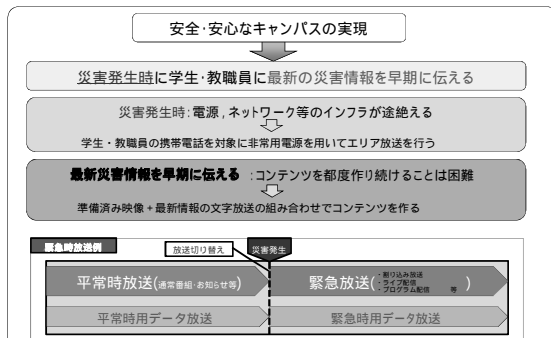 安全・安心なキャンパスの実現
災害発生時に学生・教職員に最新の災害情報を早期に伝える
災害発生時：電源，ネットワーク等のインフラが途絶える
学生・教職員の携帯電話を対象に非常用電源を用いてエリア放送を行う
最新災害情報を早期に伝える：コンテンツを都度作り続けることは困難
準備済み映像＋最新情報の文字放送の組み合わせでコンテンツを作る
緊急時放送例
放送切り替え
災害発生
平常時放送(通常番組・お知らせ等)
緊急放送(・割り込み放送
・ライブ配信
・プログラム配信 等)
平常時用データ放送
緊急時用データ放送